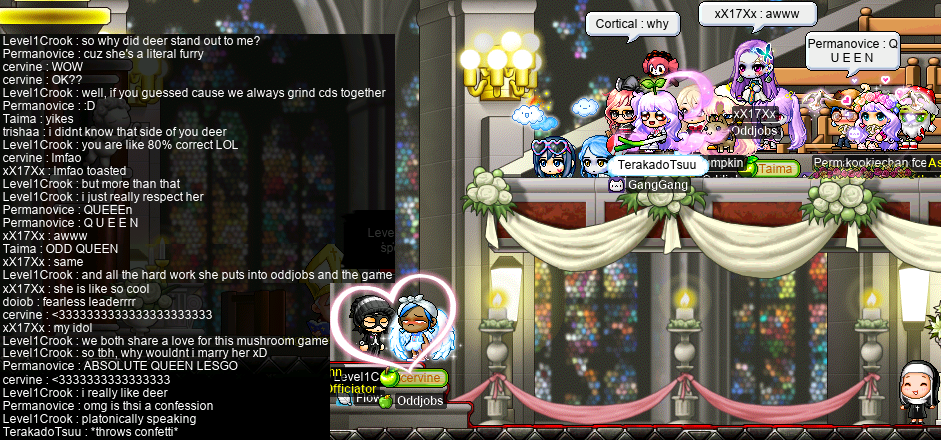 Level1Crook : so why did deer stand out to me?
Permanovice : cuz she's a literal furry
cervine : WOW
cervine : OK??
Level1Crook : well, if you guessed cause we always grind cds together
Permanovice : :D
Taima : yikes
trishaa : i didnt know that side of you deer
Level1Crook : you are like 80% correct LOL
cervine : lmfao
xX17Xx : lmfao toasted
Level1Crook : but more than that
Level1Crook : i just really respect her
Permanovice : QUEEEn
Permanovice : Q U E E N
xX17Xx : awww
Taima : ODD QUEEN
xX17Xx : same
Level1Crook : and all the hard work she puts into oddjobs and the game
xX17Xx : she is like so cool
doiob : fearless leaderrrr
cervine : <3333333333333333333333
xX17Xx : my idol
Level1Crook : we both share a love for this mushroom game
Level1Crook : so tbh, why wouldnt i marry her xD
Permanovice : ABSOLUTE QUEEN LESGO
cervine : <3333333333333333
Level1Crook : i really like deer
Permanovice : omg is thsi a confession
Level1Crook : platonically speaking
TerakadoTsuu : *throws confetti*
Cortical : why
xX17Xx : awww
Permanovice : Q
U E E N
xX17Xx
Oddjobs
TerakadoTsuu
mpkin
Taima
Perm kookiechan fce
GangGang
Level1C
cervine
Officiator
Oddjobs